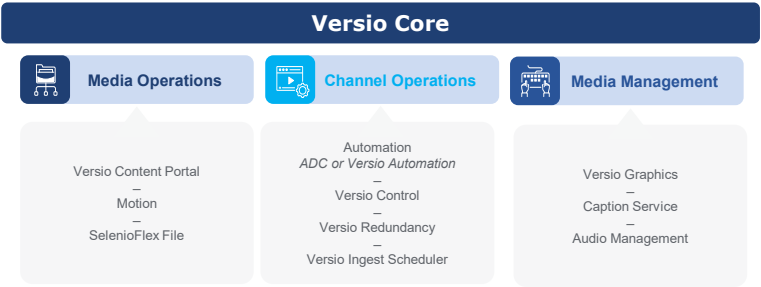 Versio Core
Media Operations
Versio Content Portal
–
Motion
–
SelenioFlex File
Channel Operations
Automation
ADC or Versio Automation
–
Versio Control
–
Versio Redundancy
–
Versio Ingest Scheduler
Media Management
Versio Graphics
–
Caption Service
–
Audio Management